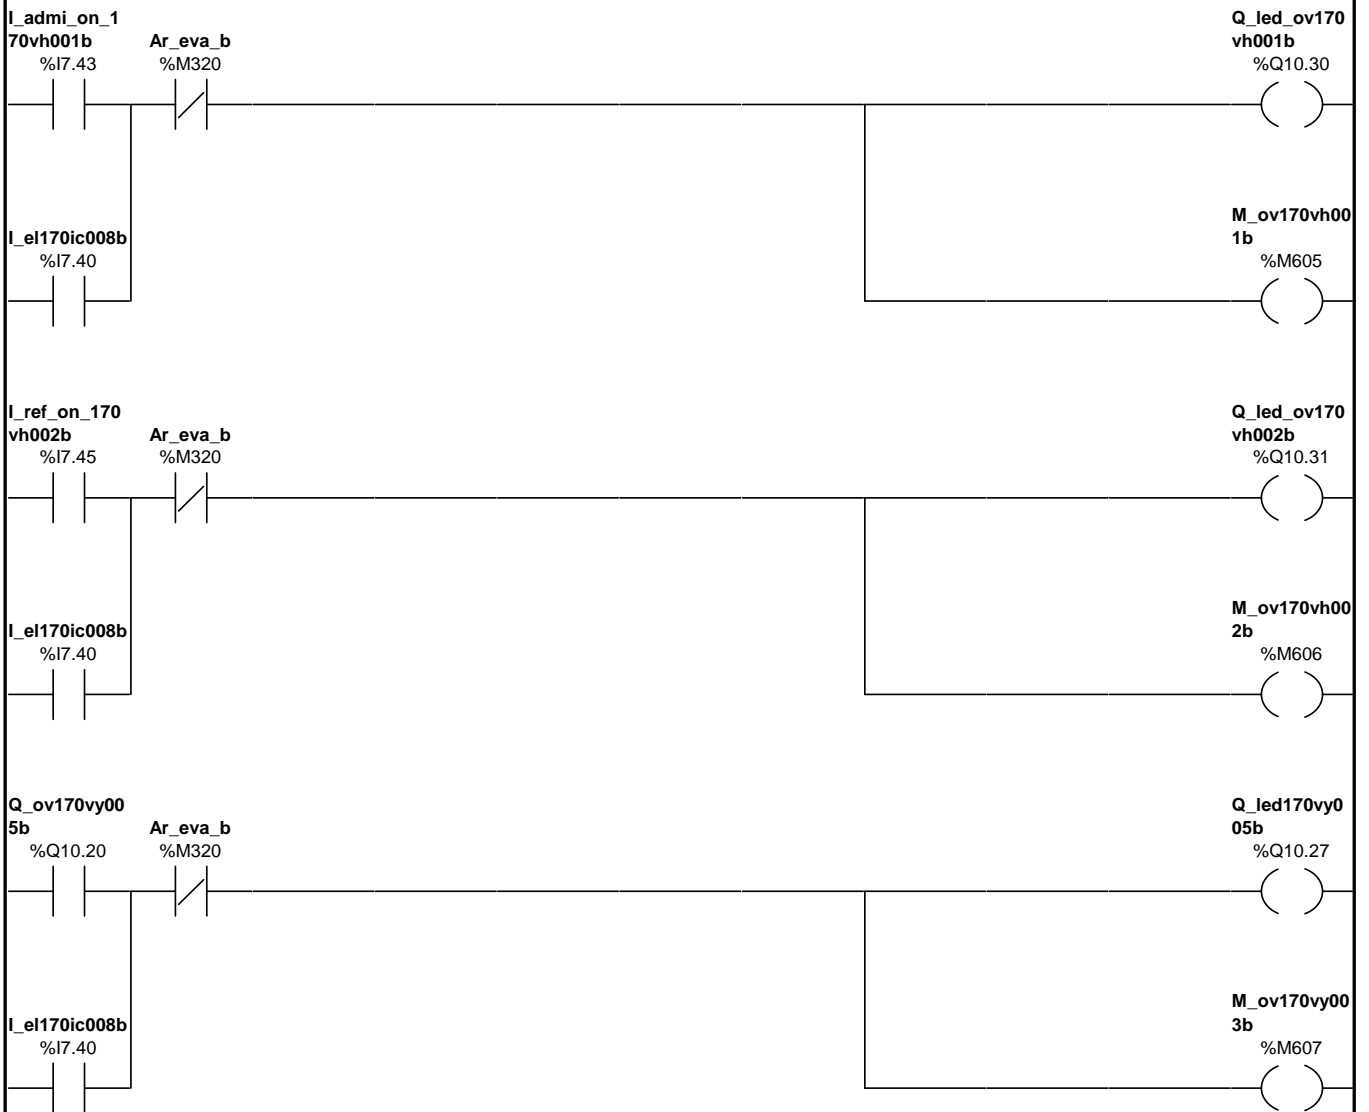 I_admi_on_1
70vh001b
%I7.43
Ar_eva_b
%M320
Q_led_ov170
vh001b
%Q10.30
I_el170ic008b
%I7.40
M_ov170vh00
1b
%M605
I_ref_on_170
vh002b
%I7.45
Ar_eva_b
%M320
Q_led_ov170
vh002b
%Q10.31
I_el170ic008b
%I7.40
M_ov170vh00
2b
%M606
Q_ov170vy00
5b
%Q10.20
Ar_eva_b
%M320
Q_led170vy0
05b
%Q10.27
I_el170ic008b
%I7.40
M_ov170vy00
3b
%M607